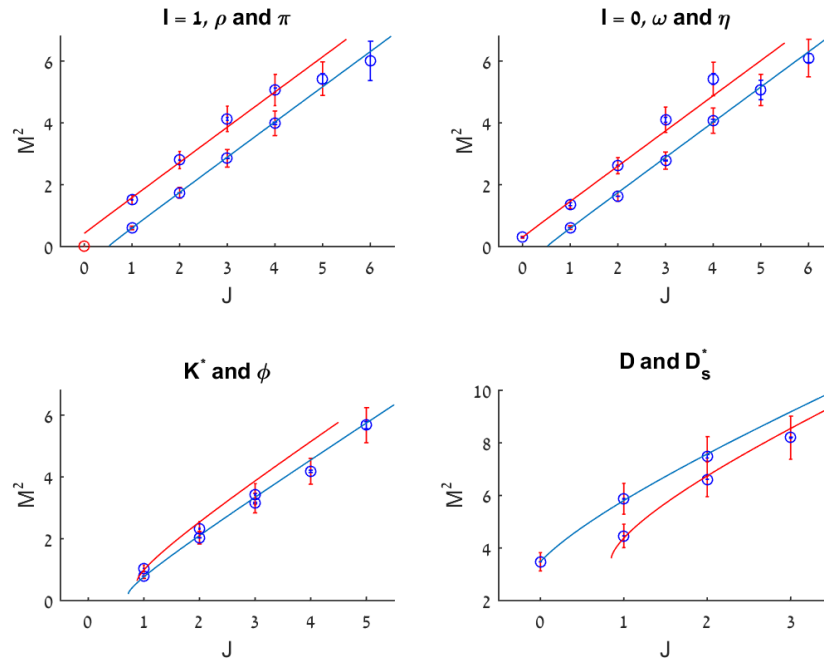 I = 1, ρ and π
M²
6
4
2
0
0 1 2 3 4 5 6
J
I=0, ω and η
M²
6
4
2
0
0 1 2 3 4 5 6
J
K* and ϕ
M²
6
4
2
0
0 1 2 3 4 5
J
D and D*s
M²
10
8
6
4
2
0 1 2 3
J